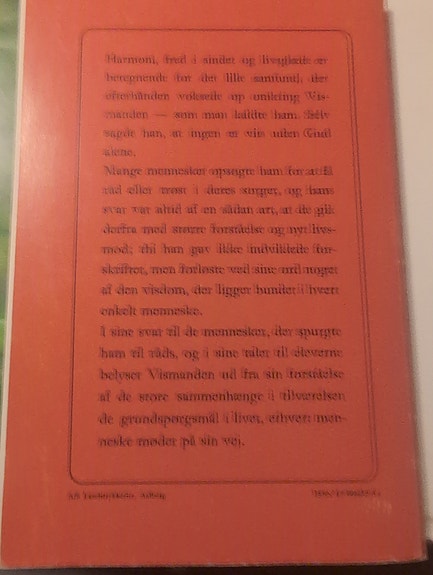 Harmoni, fred i sindet og livsglæde er
beregnende for det lille samfund, der
efterhånden voksede op omkring Vis-
manden — som man kaldte ham. Selv
sagde han, at ingen er vis uden Gud
alene.
Mange mennesker opsøgte ham for at få
råd eller trøst i deres sorger, og hans
svar var altid af en sådan art, at de gik
derfra med større forståelse og nyt livs-
mod; thi han gav ikke indviklede for-
skrifter, men forløste ved sine ord noget
af den visdom, der ligger bundet i hvert
enkelt menneske.
I sine svar til de mennesker, der spurgte
ham til råds, og i sine taler til eleverne
belyser Vismanden ud fra sin forståelse
af de store sammenhænge i tilværelsen
de grundspørgsmål i livet, ethvert men-
neske møder på sin vej.